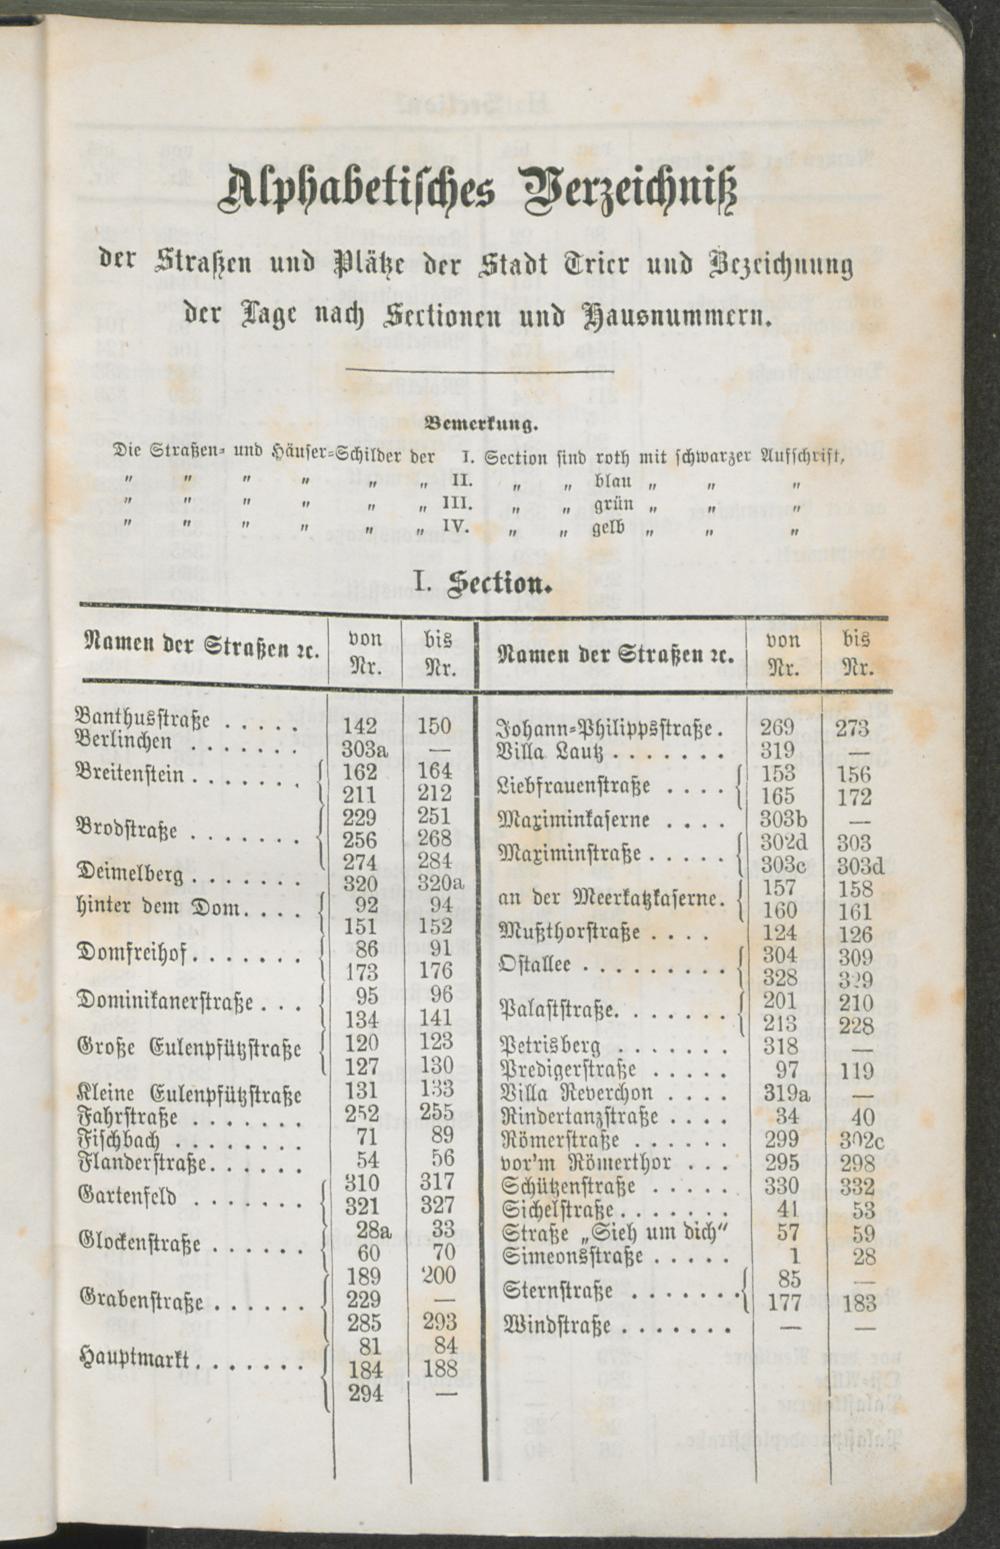 Alphabetisches Verzeichniß
der Straßen und Plätze der Stadt Trier und Bezeichnung
der Lage nach Sectionen und Hausnummern.
Bemerkung.
Die Straßen- und Häuser-Schilder der I. Section sind roth mit schwarzer Aufschrift,
" " " " " " II. " " blau " " "
" " " " " " III. " " grün " " "
" " " " " " IV. " " gelb " " "
I. Section.
Namen der Straßen ꝛc. von Nr. bis Nr.
Banthusstraße . . . . . 142 150
Berlinchen . . . . . . . 303a —
Breitenstein . . . . . . . 162 164
211 212
Brodstraße . . . . . . . 229 251
256 268
274 284
Deimelberg . . . . . . . 320 320a
hinter dem Dom. . . . 92 94
151 152
Domfreihof . . . . . . . 86 91
173 176
Dominikanerstraße . . . 95 96
134 141
Große Eulenpfützstraße 120 123
127 130
Kleine Eulenpfützstraße 131 133
Fahrstraße . . . . . . . 252 255
Fischbach . . . . . . . . 71 89
Flanderstraße. . . . . . 54 56
Gartenfeld . . . . . . . 310 317
321 327
Glockenstraße . . . . . . 28a 33
60 70
Grabenstraße . . . . . . 189 200
229 —
285 293
Hauptmarkt . . . . . . . 81 84
184 188
294 —
Namen der Straßen ꝛc. von Nr. bis Nr.
Johann-Philippsstraße . 269 273
Villa Lautz . . . . . . . 319 —
Liebfrauenstraße . . . . 153 156
165 172
Maximinkaserne . . . . 303b —
Maximinstraße . . . . . 302d 303
303c 303d
an der Meerkatzkaserne. 157 158
160 161
Mußthorstraße . . . . 124 126
Ostallee . . . . . . . . . 304 309
328 329
Palaststraße. . . . . . . 201 210
213 228
Petrisberg . . . . . . . 318 —
Predigerstraße . . . . . 97 119
Villa Reverchon . . . . 319a —
Rindertanzstraße . . . . 34 40
Römerstraße . . . . . . 299 302c
vor'm Römerthor . . . 295 298
Schützenstraße . . . . . 330 332
Sichelstraße . . . . . . . 41 53
Straße „Sieh um dich“ 57 59
Simeonsstraße . . . . . 1 28
Sternstraße . . . . . . . 85 —
177 183
Windstraße . . . . . . . — —